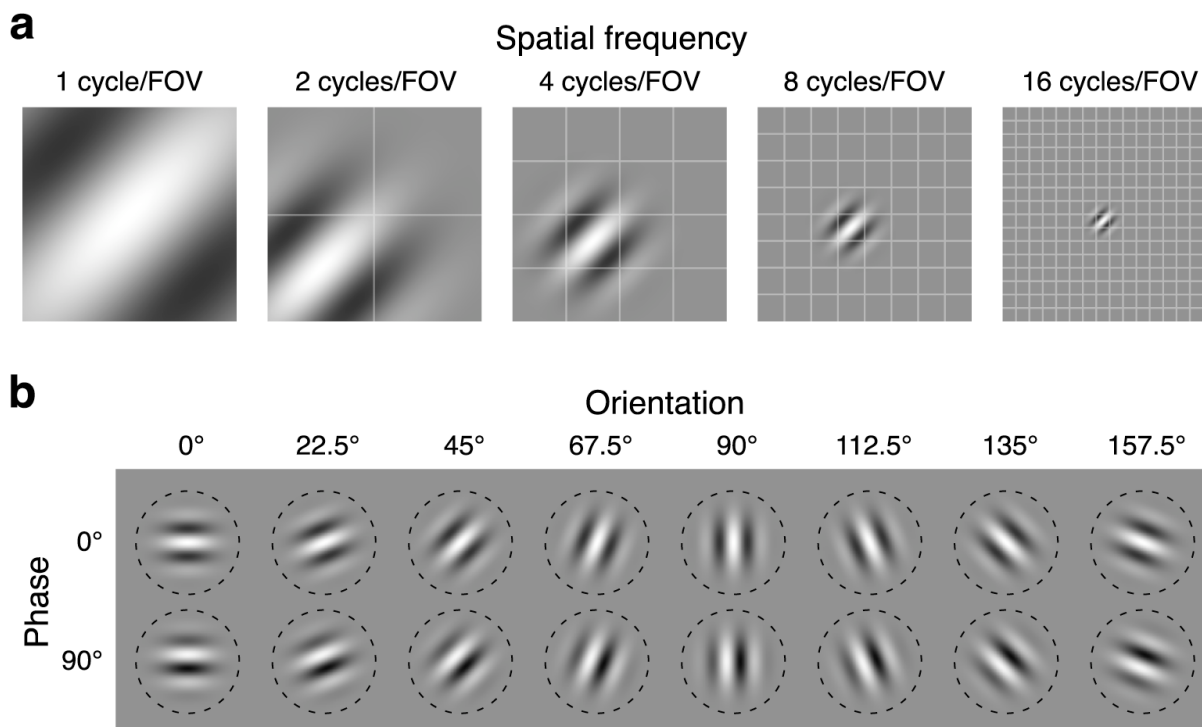 a
Spatial frequency
1 cycle/FOV 2 cycles/FOV 4 cycles/FOV 8 cycles/FOV 16 cycles/FOV
b
Orientation
0° 22.5° 45° 67.5° 90° 112.5° 135° 157.5°
Phase
0°
90°